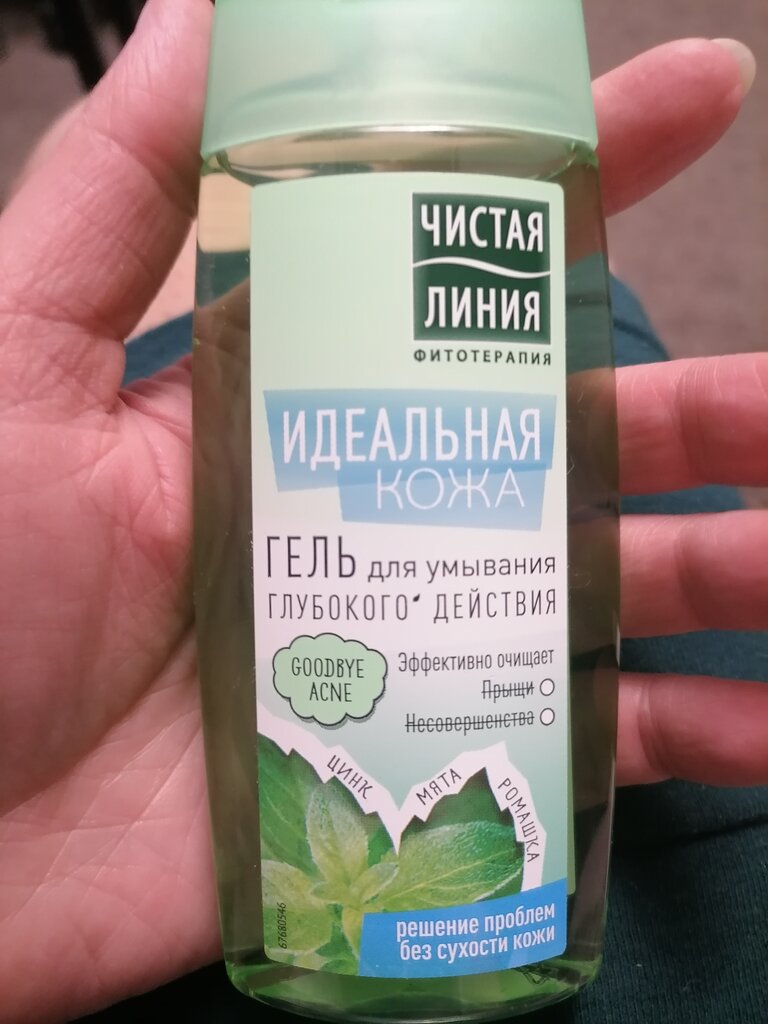 ЧИСТАЯ
ЛИНИЯ
ФИТОТЕРАПИЯ
ИДЕАЛЬНАЯ
КОЖА
ГЕЛЬ для умывания
ГЛУБОКОГО* ДЕЙСТВИЯ
GOODBYE
ACNE
Эффективно очищает
Прыщи
Несовершенства
ЦИНК
МЯТА
РОМАШКА
67680546
решение проблем
без сухости кожи